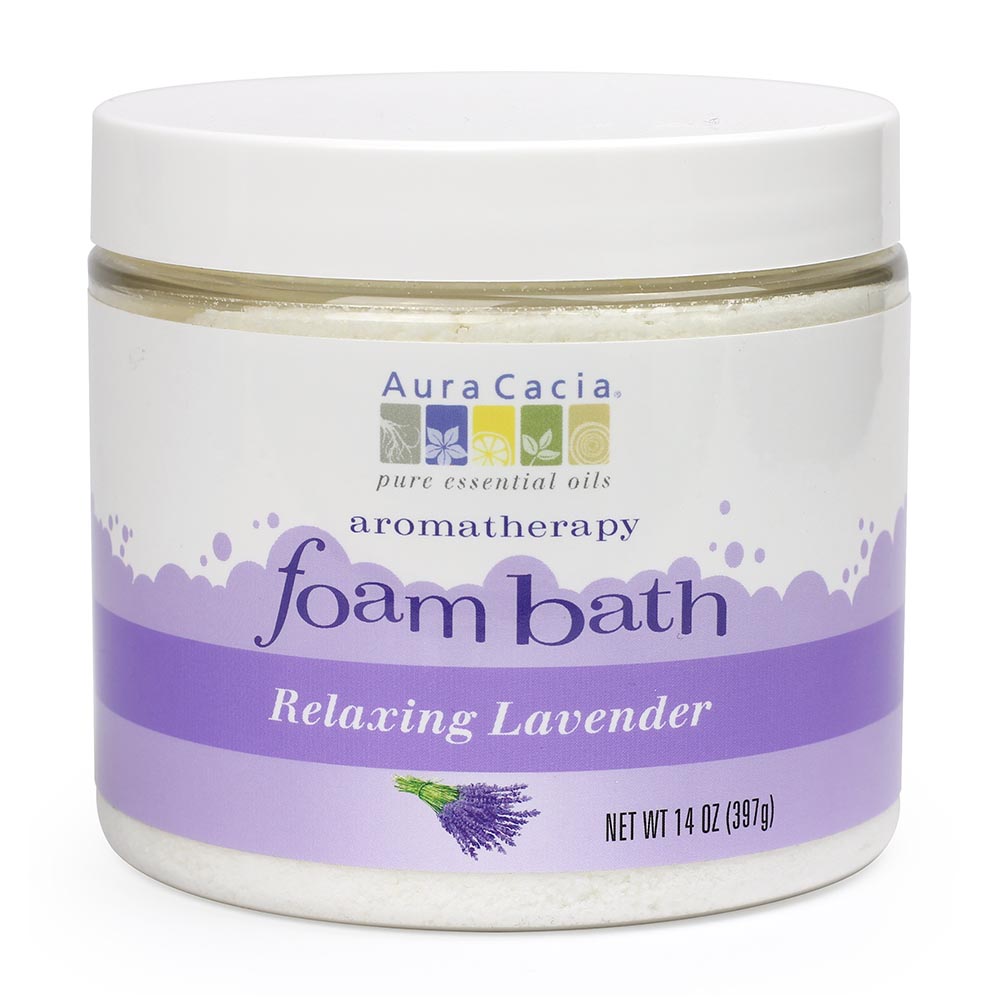 Aura Cacia®
pure essential oils
aromatherapy
foam bath
Relaxing Lavender
NET WT 14 OZ (397g)